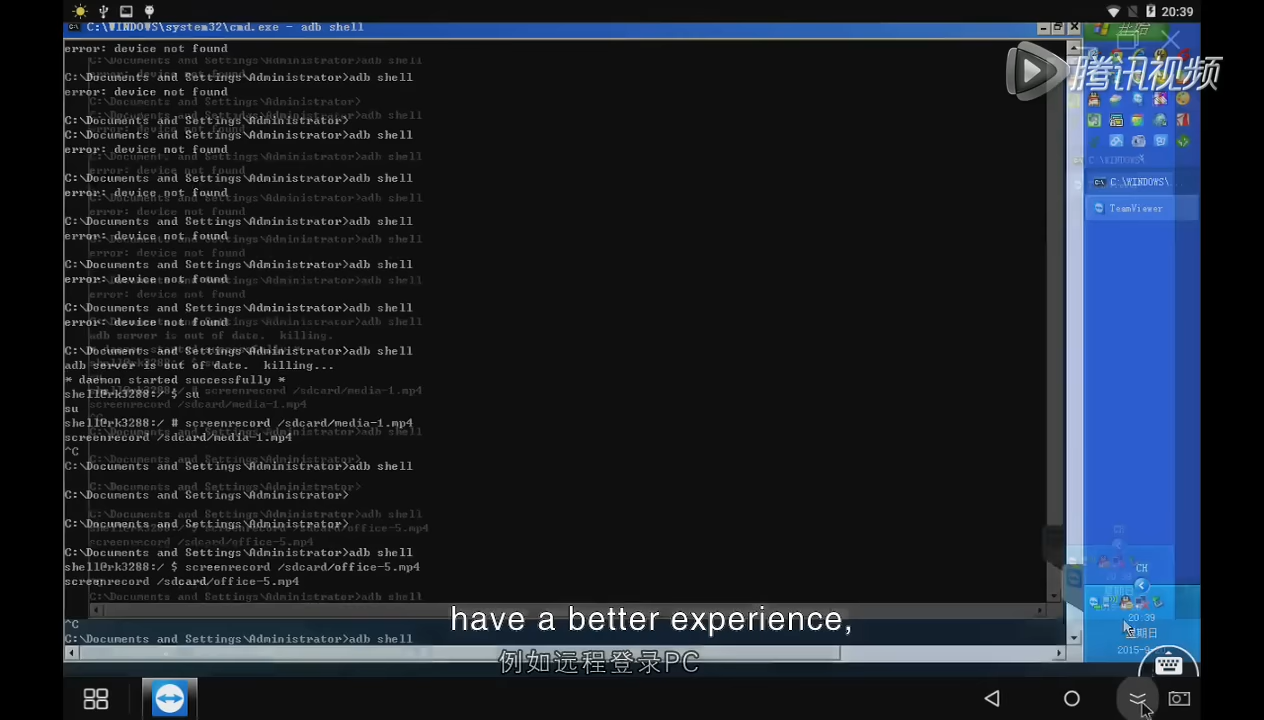 20:39
C:\WINDOWS\system32\cmd.exe - adb shell
error: device not found
C:\Documents and Settings\Administrator>adb shell
error: device not found
C:\Documents and Settings\Administrator>
C:\Documents and Settings\Administrator>adb shell
error: device not found
C:\Documents and Settings\Administrator>adb shell
error: device not found
C:\Documents and Settings\Administrator>adb shell
error: device not found
C:\Documents and Settings\Administrator>adb shell
error: device not found
C:\Documents and Settings\Administrator>adb shell
error: device not found
C:\Documents and Settings\Administrator>adb shell
adb server is out of date.  killing...
* daemon started successfully *
shell@rk3288:/ $ su
su
shell@rk3288:/ # screenrecord /sdcard/media-1.mp4
screenrecord /sdcard/media-1.mp4
^C
C:\Documents and Settings\Administrator>adb shell
C:\Documents and Settings\Administrator>
C:\Documents and Settings\Administrator>
C:\Documents and Settings\Administrator>adb shell
shell@rk3288:/ $ screenrecord /sdcard/office-5.mp4
screenrecord /sdcard/office-5.mp4
^C
C:\Documents and Settings\Administrator>adb shell
开始
腾讯视频
C:\WINDOWS\...
TeamViewer
CH
20:39
星期日
have a better experience,
例如远程登录PC